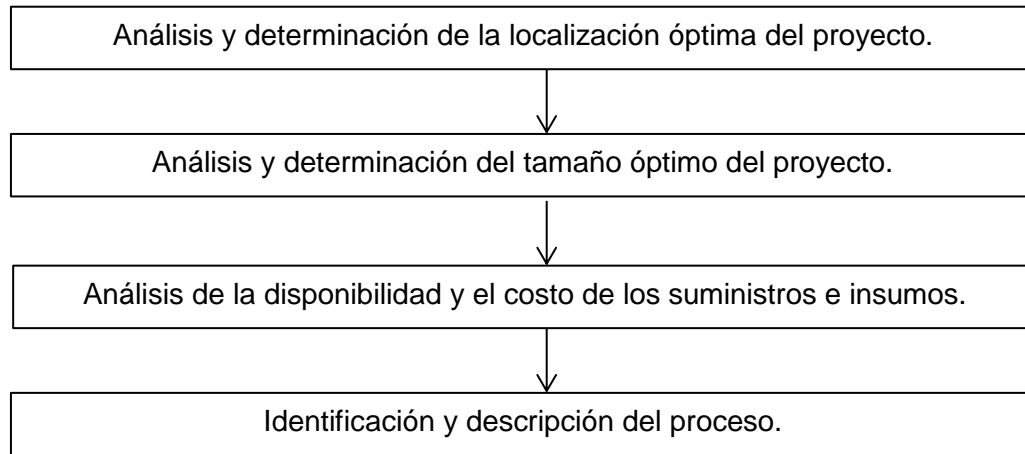 Análisis y determinación de la localización óptima del proyecto.
Análisis y determinación del tamaño óptimo del proyecto.
Análisis de la disponibilidad y el costo de los suministros e insumos.
Identificación y descripción del proceso.